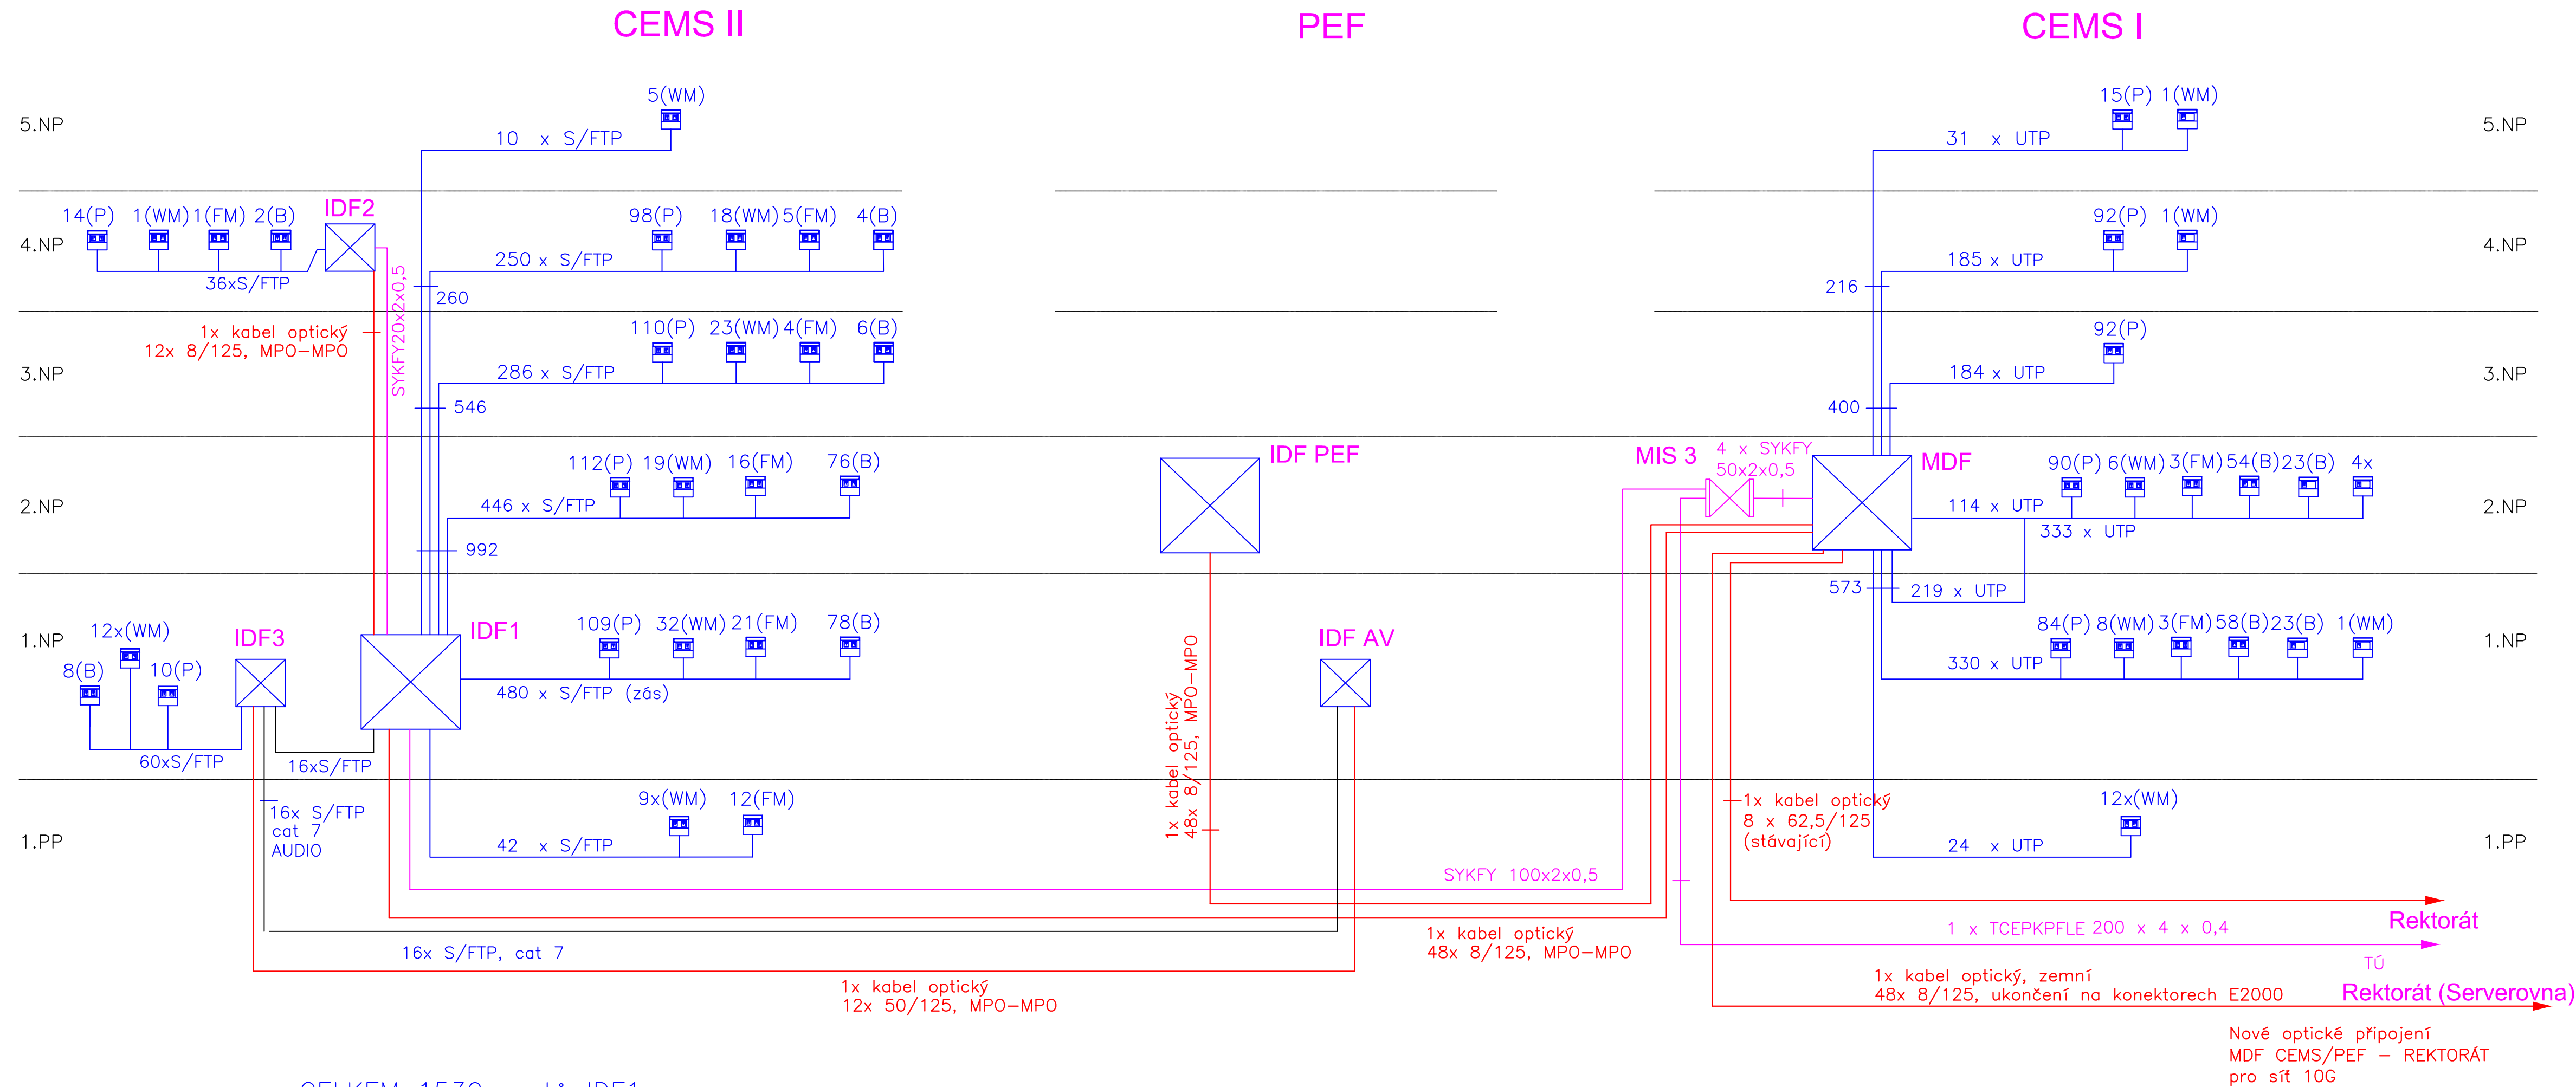 CEMS II
PEF
CEMS I
5.NP
5(WM)
10 x S/FTP
15(P) 1(WM)
31 x UTP
5.NP
4.NP
14(P) 1(WM) 1(FM) 2(B)
IDF2
36xS/FTP
98(P) 18(WM) 5(FM) 4(B)
250 x S/FTP
260
SYKFY20x2x0,5
92(P) 1(WM)
185 x UTP
216
4.NP
3.NP
1x kabel optický
12x 8/125, MPO-MPO
110(P) 23(WM) 4(FM) 6(B)
286 x S/FTP
546
92(P)
184 x UTP
400
3.NP
2.NP
112(P) 19(WM) 16(FM) 76(B)
446 x S/FTP
992
IDF PEF
MIS 3
4 x SYKFY
50x2x0,5
MDF
90(P) 6(WM) 3(FM) 54(B) 23(B) 4x
114 x UTP
333 x UTP
2.NP
1.NP
12x(WM)
8(B)
10(P)
IDF3
60xS/FTP
16xS/FTP
IDF1
109(P) 32(WM) 21(FM) 78(B)
480 x S/FTP (zás)
1x kabel optický
48x 8/125, MPO-MPO
IDF AV
573
219 x UTP
84(P) 8(WM) 3(FM) 58(B) 23(B) 1(WM)
330 x UTP
1.NP
1.PP
16x S/FTP
cat 7
AUDIO
9x(WM) 12(FM)
42 x S/FTP
1x kabel optický
8 x 62,5/125
(stávající)
12x(WM)
24 x UTP
1.PP
SYKFY 100x2x0,5
Rektorát
1 x TCEPKPFLE 200 x 4 x 0,4
TÚ
16x S/FTP, cat 7
1x kabel optický
48x 8/125, MPO-MPO
1x kabel optický
12x 50/125, MPO-MPO
1x kabel optický, zemní
48x 8/125, ukončení na konektorech E2000
Rektorát (Serverovna)
Nové optické připojení
MDF CEMS/PEF - REKTORÁT
pro síť 10G